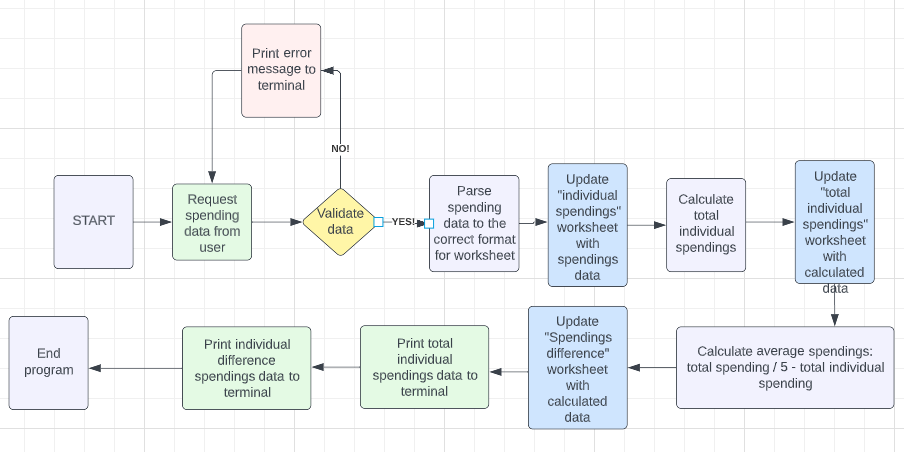 Print error
message to
terminal
NO!
START
Request
spending
data from
user
Validate
data
YES!
Parse
spending
data to the
correct format
for worksheet
Update
"individual
spendings"
worksheet
with
spendings
data
Calculate
total
individual
spendings
Update
"total
individual
spendings"
worksheet
with
calculated
data
Calculate average spendings:
total spending / 5 - total individual
spending
Update
"Spendings
difference"
worksheet
with
calculated
data
Print total
individual
spendings data to
terminal
Print individual
difference
spendings data to
terminal
End
program